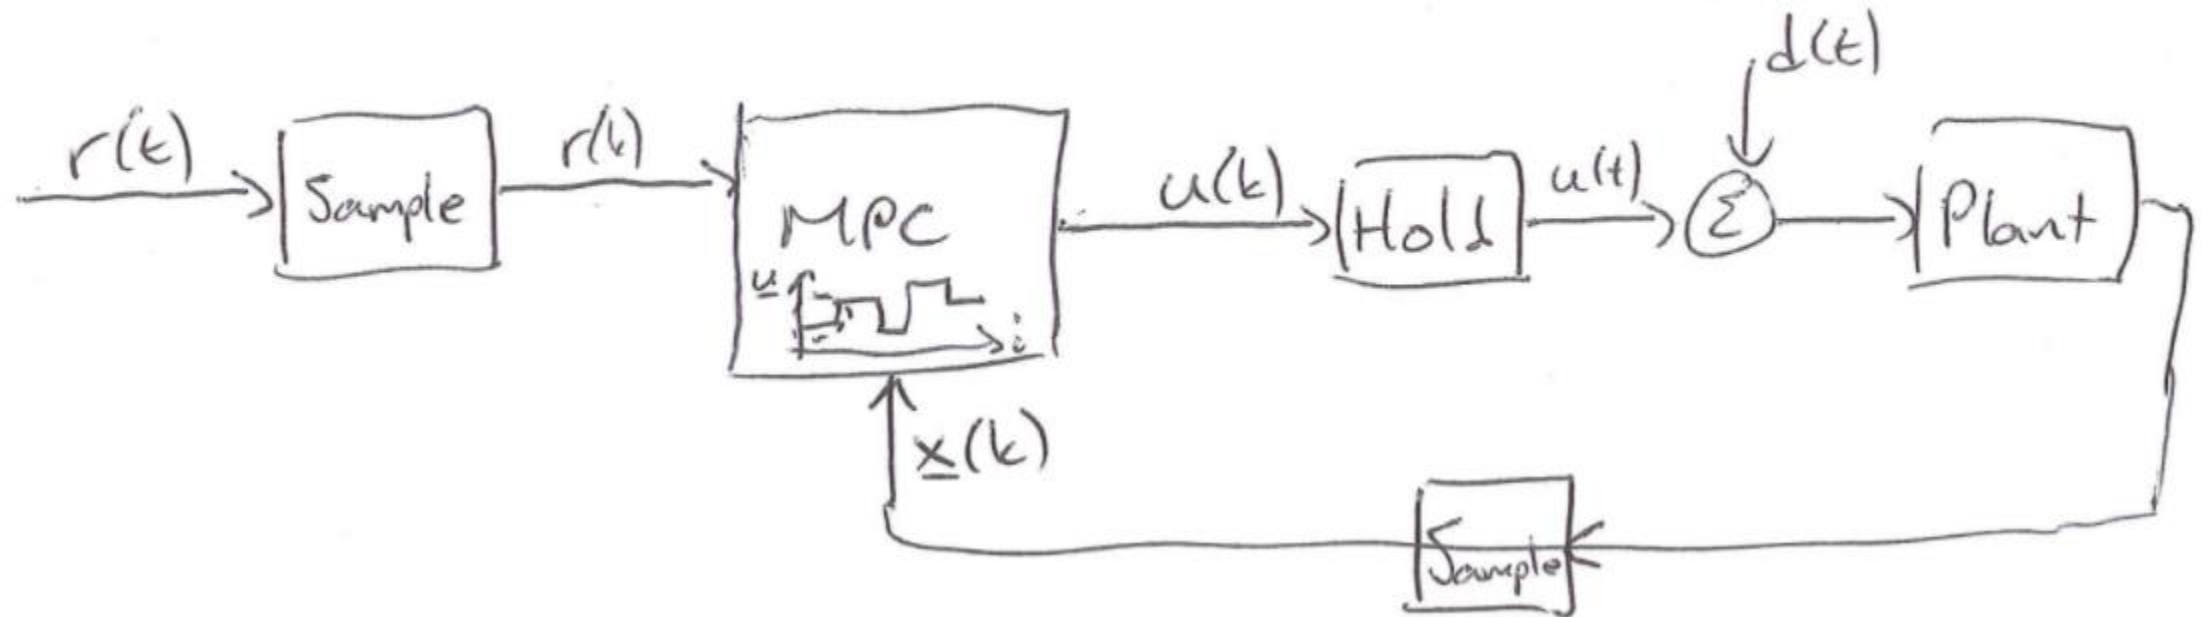 r(t)
Sample
r(k)
MPC
u
i
u(k)
Hold
u(t)
d(t)
Σ
Plant
x(k)
Sample